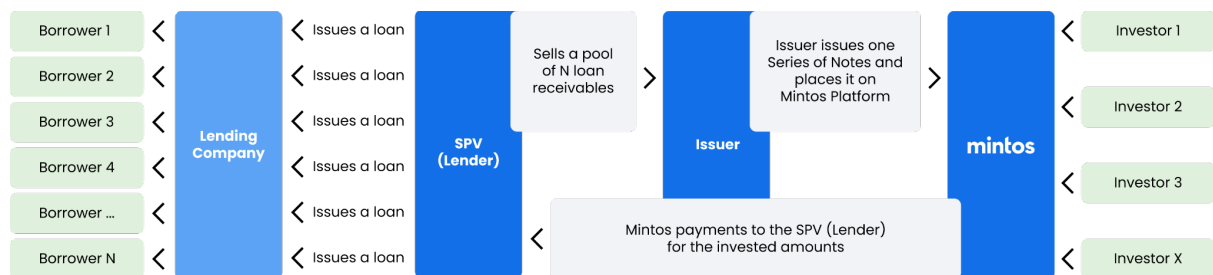 Borrower 1
Borrower 2
Borrower 3
Borrower 4
Borrower ...
Borrower N
Lending
Company
Issues a loan
Issues a loan
Issues a loan
Issues a loan
Issues a loan
Issues a loan
SPV
(Lender)
Sells a pool
of N loan
receivables
Issuer
Issuer issues one
Series of Notes and
places it on
Mintos Platform
Mintos payments to the SPV (Lender)
for the invested amounts
mintos
Investor 1
Investor 2
Investor 3
Investor X